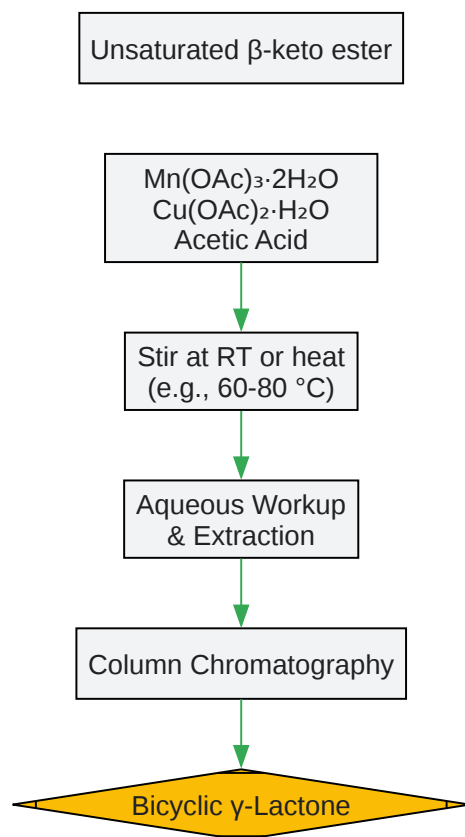 Unsaturated β-keto ester
Mn(OAc)₃·2H₂O
Cu(OAc)₂·H₂O
Acetic Acid
Stir at RT or heat
(e.g., 60-80 °C)
Aqueous Workup
& Extraction
Column Chromatography
Bicyclic γ-Lactone